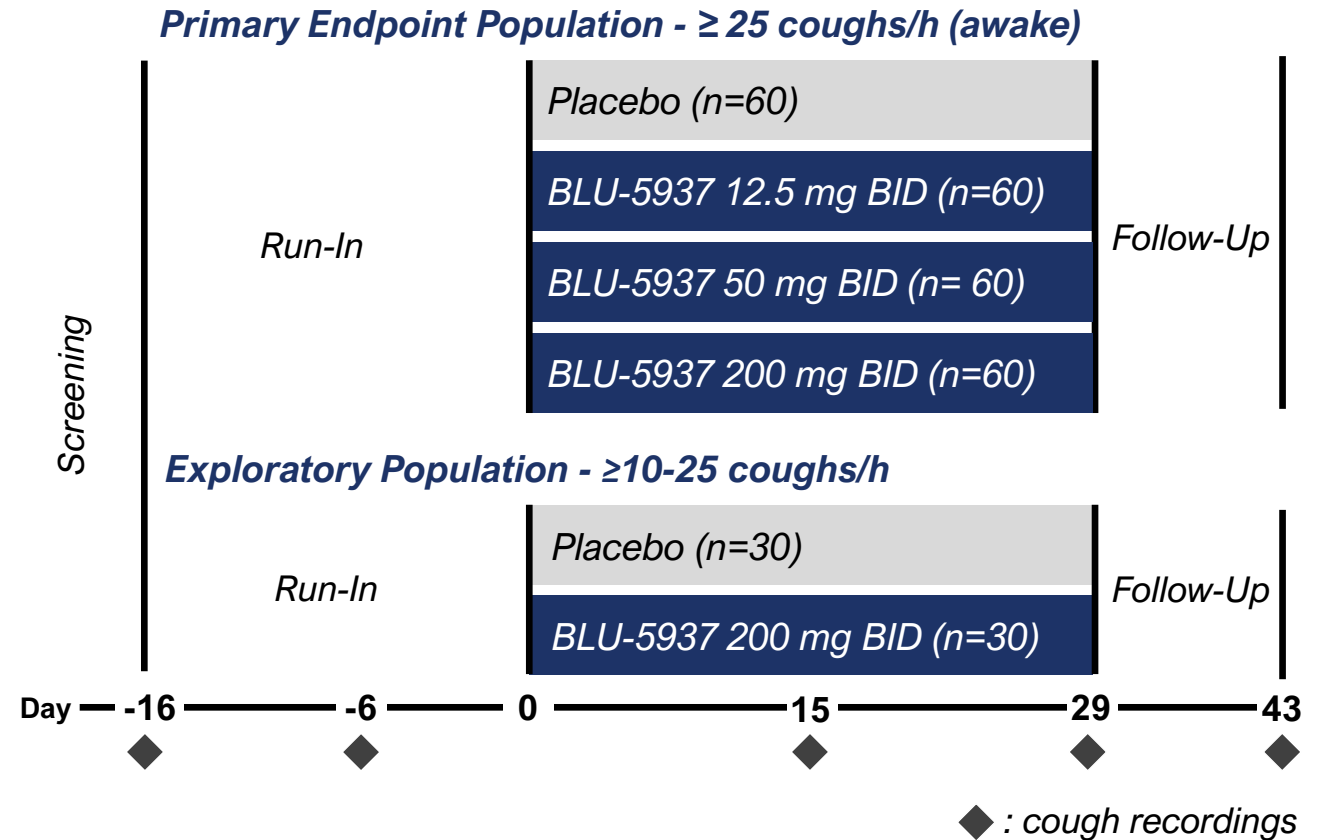 Primary Endpoint Population - ≥ 25 coughs/h (awake)
Placebo (n=60)
BLU-5937 12.5 mg BID (n=60)
BLU-5937 50 mg BID (n= 60)
BLU-5937 200 mg BID (n=60)
Run-In
Follow-Up
Screening
Exploratory Population - ≥10-25 coughs/h
Placebo (n=30)
BLU-5937 200 mg BID (n=30)
Run-In
Follow-Up
Day -16 -6 0 15 29 43
◆ : cough recordings